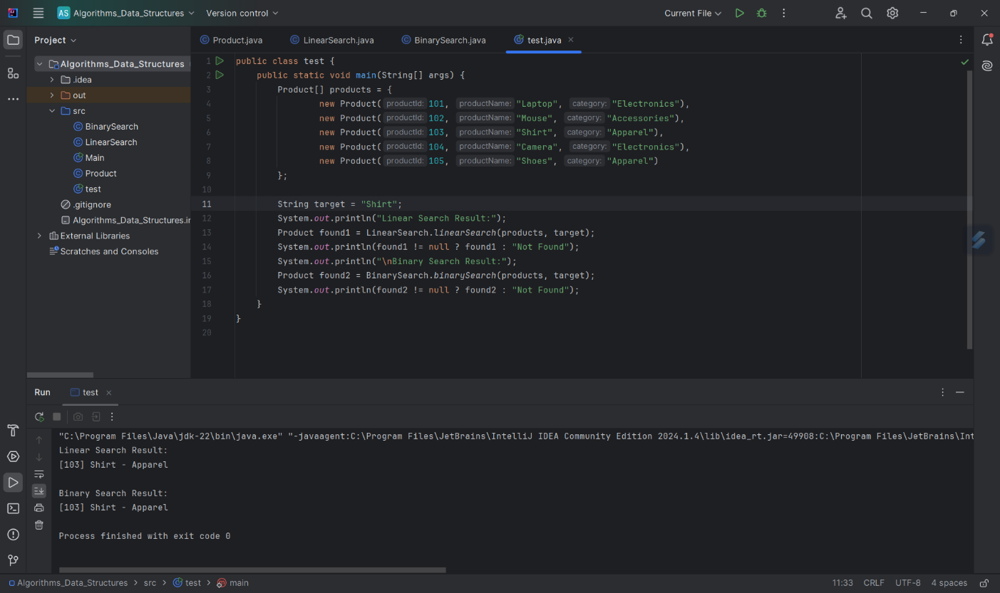 AS Algorithms_Data_Structures Version control Current File
Project
Product.java LinearSearch.java BinarySearch.java test.java
Algorithms_Data_Structures
.idea
out
src
BinarySearch
LinearSearch
Main
Product
test
.gitignore
Algorithms_Data_Structures.ir
External Libraries
Scratches and Consoles
1 public class test {
2 public static void main(String[] args) {
3 Product[] products = {
4 new Product( productId: 101, productName: "Laptop", category: "Electronics"),
5 new Product( productId: 102, productName: "Mouse", category: "Accessories"),
6 new Product( productId: 103, productName: "Shirt", category: "Apparel"),
7 new Product( productId: 104, productName: "Camera", category: "Electronics"),
8 new Product( productId: 105, productName: "Shoes", category: "Apparel")
9 };
10
11 String target = "Shirt";
12 System.out.println("Linear Search Result:");
13 Product found1 = LinearSearch.linearSearch(products, target);
14 System.out.println(found1 != null ? found1 : "Not Found");
15 System.out.println("\nBinary Search Result:");
16 Product found2 = BinarySearch.binarySearch(products, target);
17 System.out.println(found2 != null ? found2 : "Not Found");
18 }
19 }
20
Run test
"C:\Program Files\Java\jdk-22\bin\java.exe" "-javaagent:C:\Program Files\JetBrains\IntelliJ IDEA Community Edition 2024.1.4\lib\idea_rt.jar=49908:C:\Program Files\JetBrains\Int
Linear Search Result:
[103] Shirt - Apparel
Binary Search Result:
[103] Shirt - Apparel
Process finished with exit code 0
Algorithms_Data_Structures > src > test > main 11:33 CRLF UTF-8 4 spaces